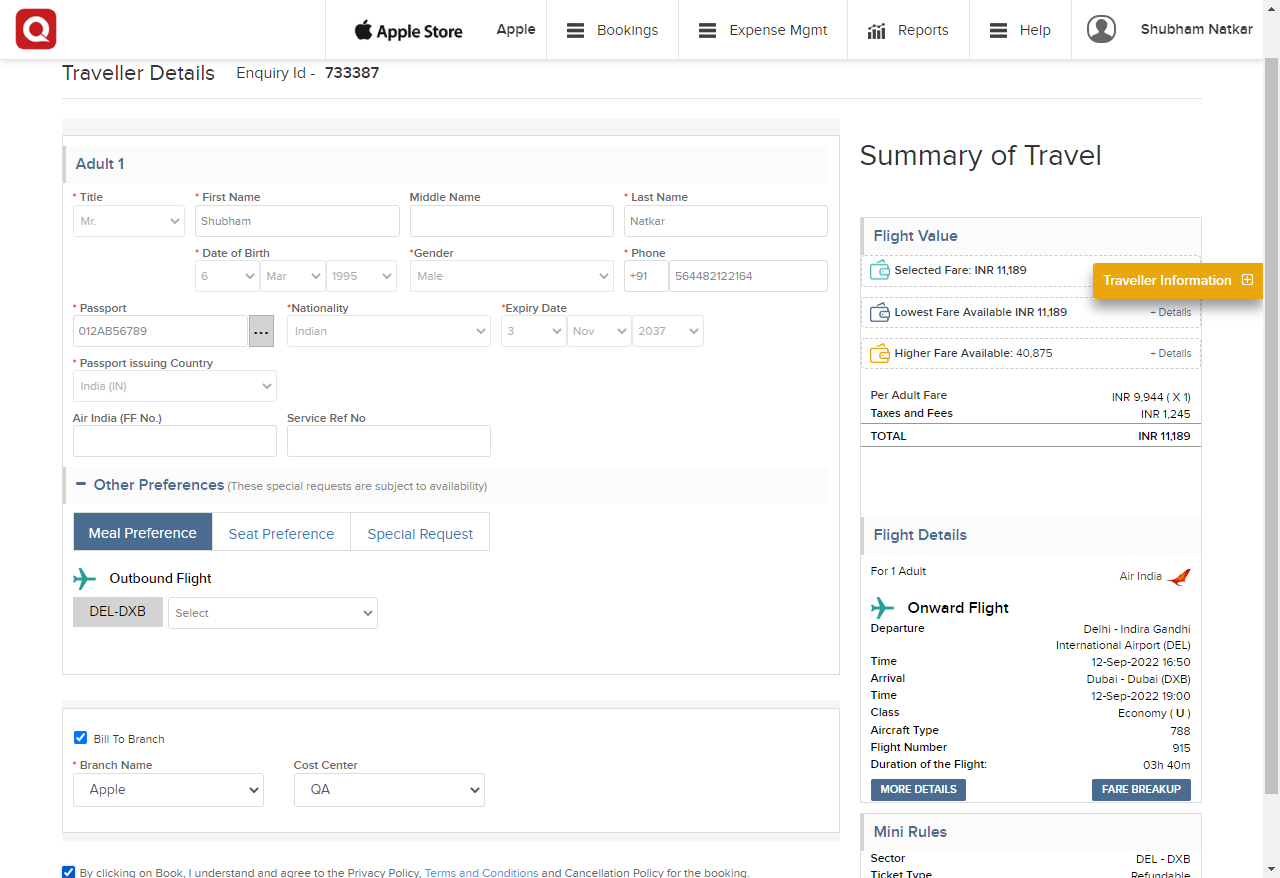 Q
Apple Store
Apple
Bookings
Expense Mgmt
Reports
Help
Shubham Natkar
Traveller Details Enquiry Id - 733387
Adult 1
* Title
* First Name
Middle Name
* Last Name
Mr.
Shubham
Natkar
* Date of Birth
*Gender
* Phone
6
Mar
1995
Male
+91
564482122164
* Passport
*Nationality
*Expiry Date
012AB56789
...
Indian
3
Nov
2037
* Passport issuing Country
India (IN)
Air India (FF No.)
Service Ref No
− Other Preferences (These special requests are subject to availability)
Meal Preference
Seat Preference
Special Request
Outbound Flight
DEL-DXB
Select
Bill To Branch
* Branch Name
Cost Center
Apple
QA
By clicking on Book, I understand and agree to the Privacy Policy, Terms and Conditions and Cancellation Policy for the booking.
Summary of Travel
Flight Value
Selected Fare: INR 11,189
Traveller Information
Lowest Fare Available INR 11,189
- Details
Higher Fare Available: 40,875
+ Details
Per Adult Fare INR 9,944 ( X 1)
Taxes and Fees INR 1,245
TOTAL INR 11,189
Flight Details
For 1 Adult
Air India
Onward Flight
Departure Delhi - Indira Gandhi
International Airport (DEL)
Time 12-Sep-2022 16:50
Arrival Dubai - Dubai (DXB)
Time 12-Sep-2022 19:00
Class Economy ( U )
Aircraft Type 788
Flight Number 915
Duration of the Flight: 03h 40m
MORE DETAILS
FARE BREAKUP
Mini Rules
Sector DEL - DXB
Ticket Type Refundable